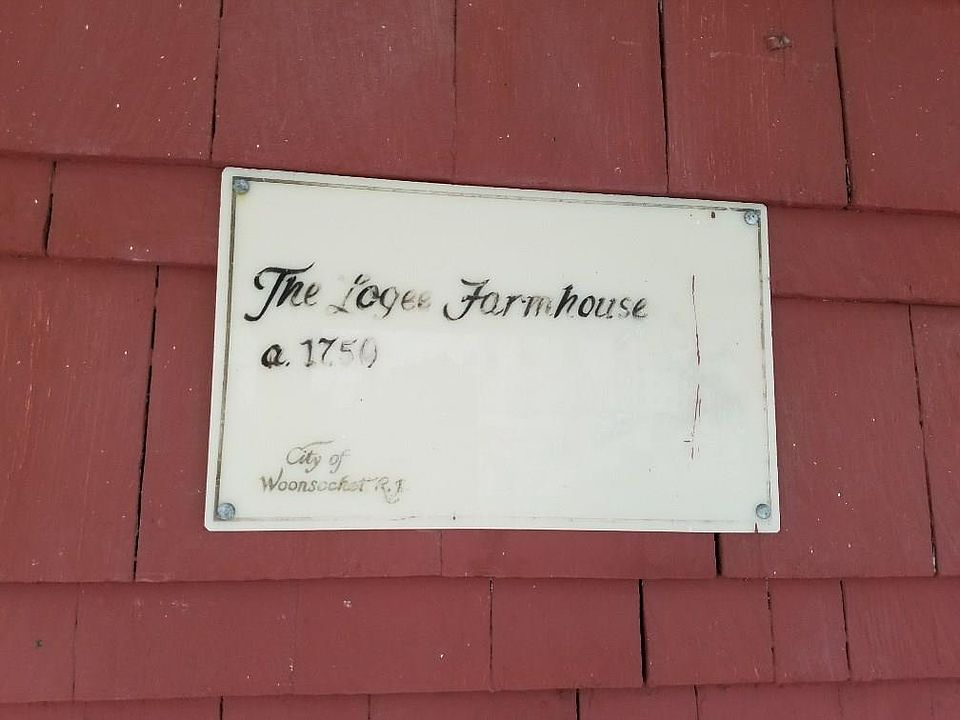 The Logee Farmhouse
a. 1750
City of
Woonsocket R.I.